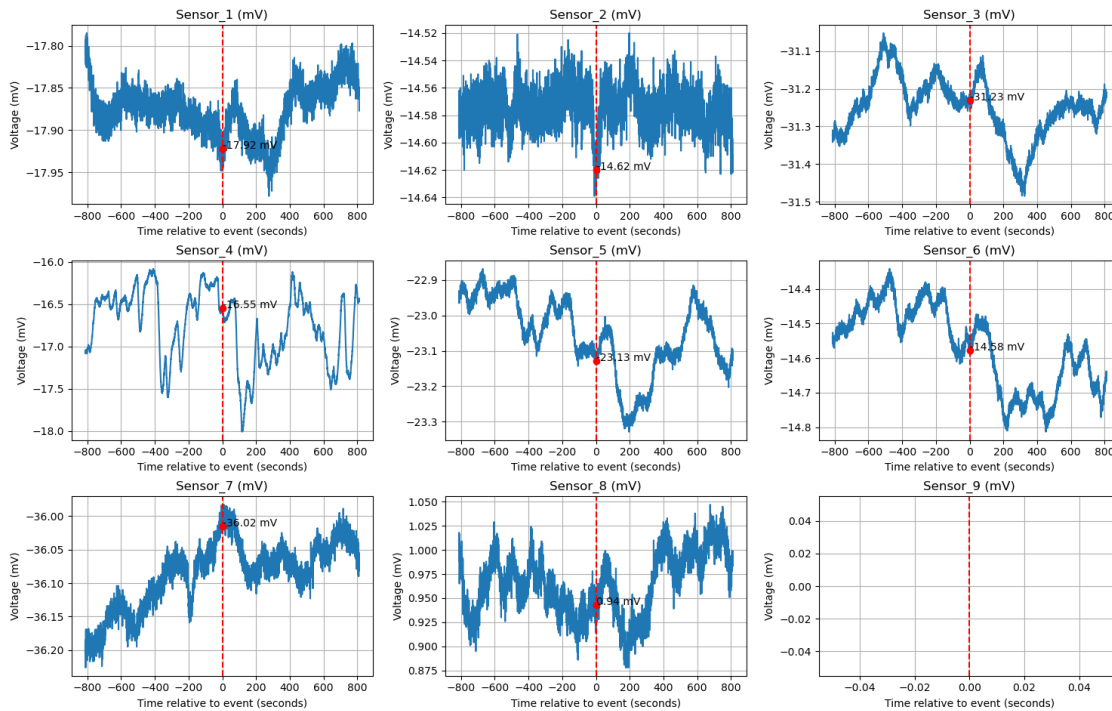 Sensor_1 (mV)
Voltage (mV)
−17.80
−17.85
−17.90
−17.95
-17.92 mV
−800 −600 −400 −200 0 200 400 600 800
Time relative to event (seconds)
Sensor_2 (mV)
Voltage (mV)
−14.52
−14.54
−14.56
−14.58
−14.60
−14.62
−14.64
-14.62 mV
−800 −600 −400 −200 0 200 400 600 800
Time relative to event (seconds)
Sensor_3 (mV)
Voltage (mV)
−31.1
−31.2
−31.3
−31.4
−31.5
-31.23 mV
−800 −600 −400 −200 0 200 400 600 800
Time relative to event (seconds)
Sensor_4 (mV)
Voltage (mV)
−16.0
−16.5
−17.0
−17.5
−18.0
-16.55 mV
−800 −600 −400 −200 0 200 400 600 800
Time relative to event (seconds)
Sensor_5 (mV)
Voltage (mV)
−22.9
−23.0
−23.1
−23.2
−23.3
-23.13 mV
−800 −600 −400 −200 0 200 400 600 800
Time relative to event (seconds)
Sensor_6 (mV)
Voltage (mV)
−14.4
−14.5
−14.6
−14.7
−14.8
-14.58 mV
−800 −600 −400 −200 0 200 400 600 800
Time relative to event (seconds)
Sensor_7 (mV)
Voltage (mV)
−36.00
−36.05
−36.10
−36.15
−36.20
-36.02 mV
−800 −600 −400 −200 0 200 400 600 800
Time relative to event (seconds)
Sensor_8 (mV)
Voltage (mV)
1.050
1.025
1.000
0.975
0.950
0.925
0.900
0.875
0.94 mV
−800 −600 −400 −200 0 200 400 600 800
Time relative to event (seconds)
Sensor_9 (mV)
Voltage (mV)
0.04
0.02
0.00
−0.02
−0.04
−0.04 −0.02 0.00 0.02 0.04
Time relative to event (seconds)